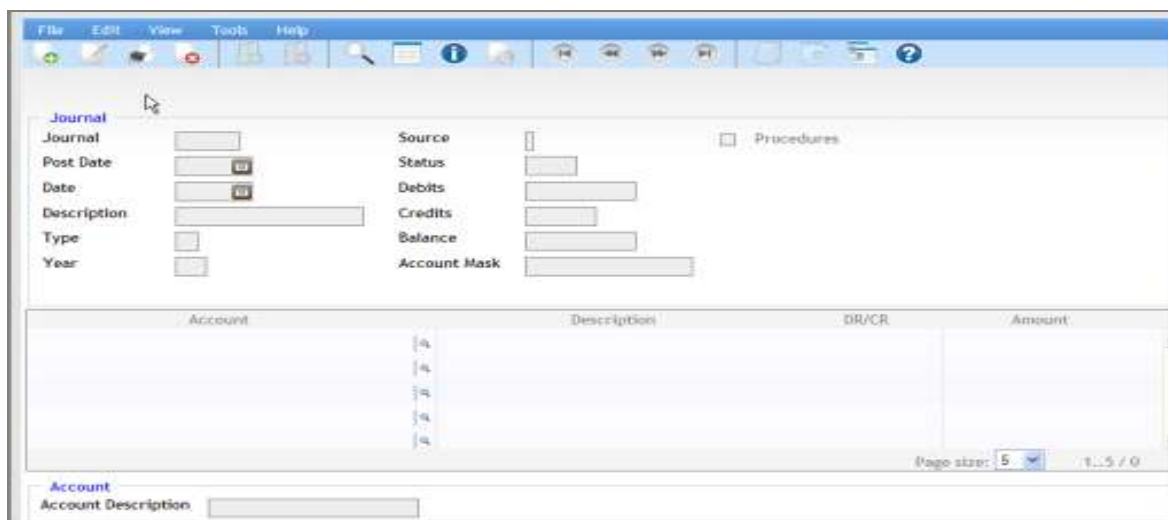 File Edit View Tools Help
Journal
Journal Source Procedures
Post Date Status
Date Debits
Description Credits
Type Balance
Year Account Mask
Account Description DR/CR Amount
Page size: 5 1..5 / 0
Account
Account Description